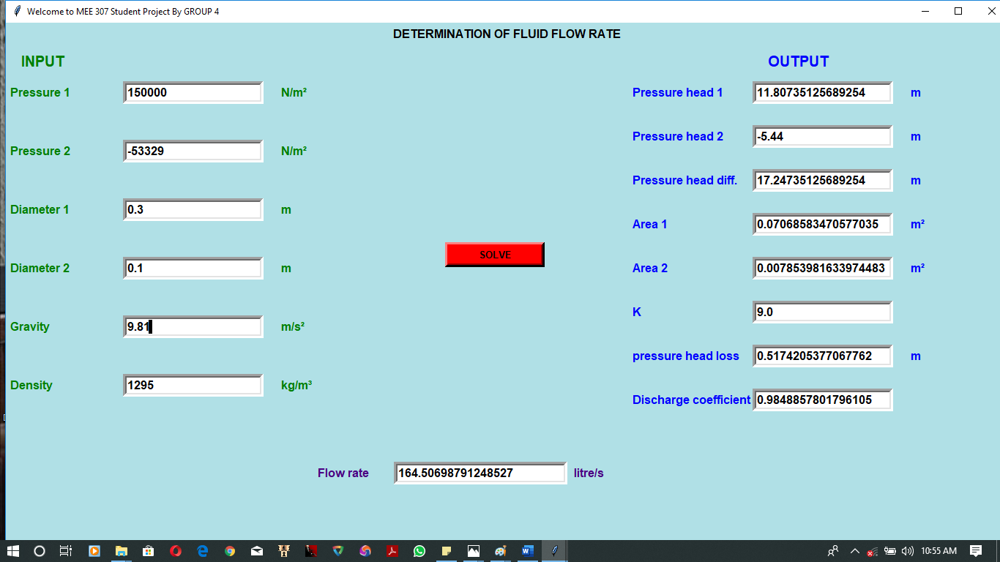 Welcome to MEE 307 Student Project By GROUP 4
DETERMINATION OF FLUID FLOW RATE
INPUT
OUTPUT
Pressure 1 150000 N/m²
Pressure head 1 11.80735125689254 m
Pressure head 2 -5.44 m
Pressure 2 -53329 N/m²
Pressure head diff. 17.24735125689254 m
Diameter 1 0.3 m
Area 1 0.07068583470577035 m²
SOLVE
Diameter 2 0.1 m
Area 2 0.007853981633974483 m²
K 9.0
Gravity 9.81 m/s²
pressure head loss 0.5174205377067762 m
Density 1295 kg/m³
Discharge coefficient 0.9848857801796105
Flow rate 164.50698791248527 litre/s
10:55 AM